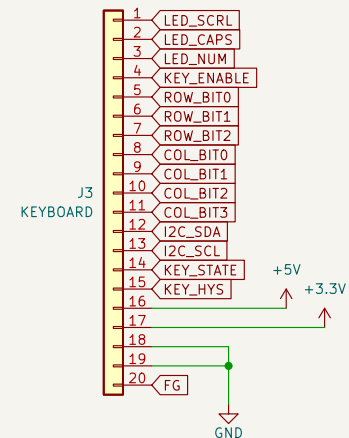 1 LED_SCRL
2 LED_CAPS
3 LED_NUM
4 KEY_ENABLE
5 ROW_BIT0
6 ROW_BIT1
7 ROW_BIT2
8 COL_BIT0
9 COL_BIT1
J3
10 COL_BIT2
KEYBOARD
11 COL_BIT3
12 I2C_SDA
13 I2C_SCL
14 KEY_STATE
+5V
15 KEY_HYS
+3.3V
16
17
18
19
20 FG
GND